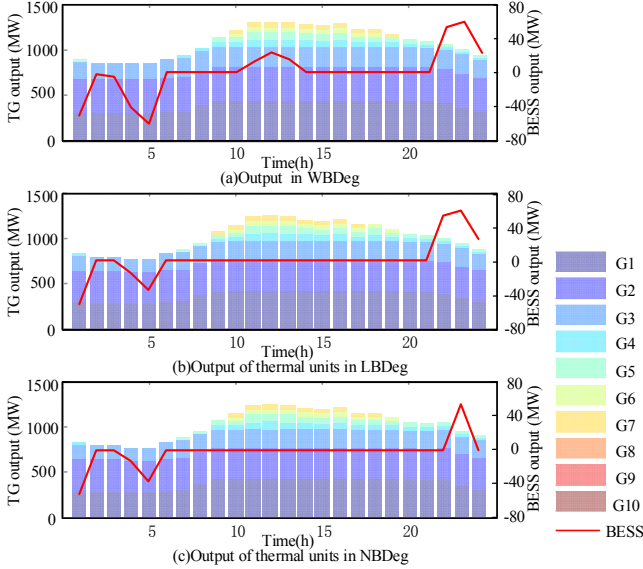 TG output (MW)
1500
1000
500
0
5
10
15
20
80
40
0
-40
-80
BESS output(MW)
Time(h)
(a)Output in WBDeg
TG output (MW)
1500
1000
500
0
5
10
15
20
80
40
0
-40
-80
BESS output (MW)
Time(h)
(b)Output of thermal units in LBDeg
TG output (MW)
1500
1000
500
0
5
10
15
20
80
40
0
-40
-80
BESS output (MW)
Time(h)
(c)Output of thermal units in NBDeg
G1
G2
G3
G4
G5
G6
G7
G8
G9
G10
BESS